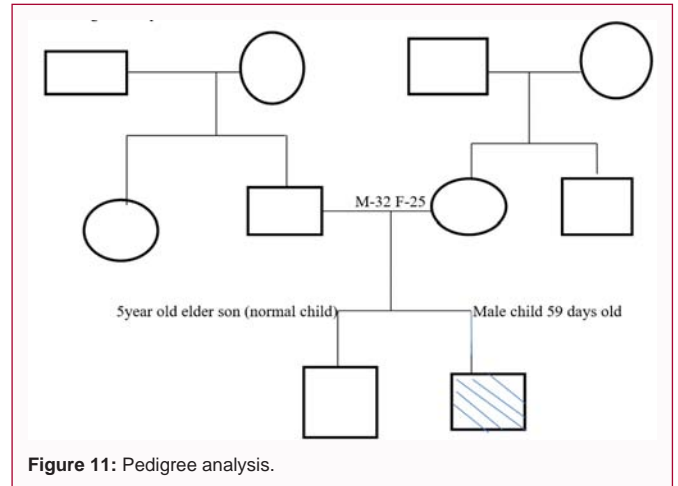 M-32 F-25
5year old elder son (normal child)
Male child 59 days old
Figure 11: Pedigree analysis.